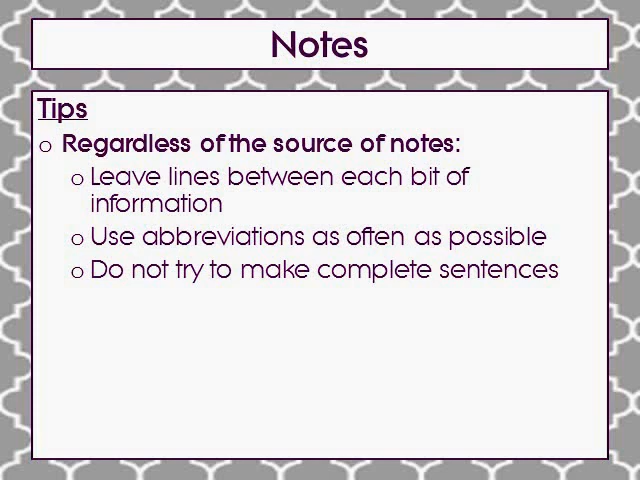 Notes
Tips
o Regardless of the source of notes:
o Leave lines between each bit of
information
o Use abbreviations as often as possible
o Do not try to make complete sentences